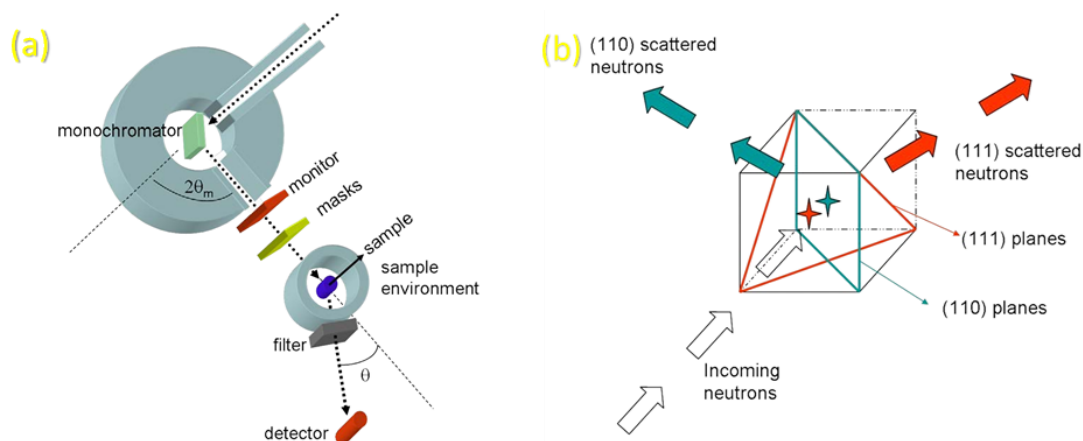 (a)
monochromator
2θm
monitor
masks
sample
sample
environment
filter
θ
detector
(b)
(110) scattered
neutrons
(111) scattered
neutrons
(111) planes
(110) planes
Incoming
neutrons